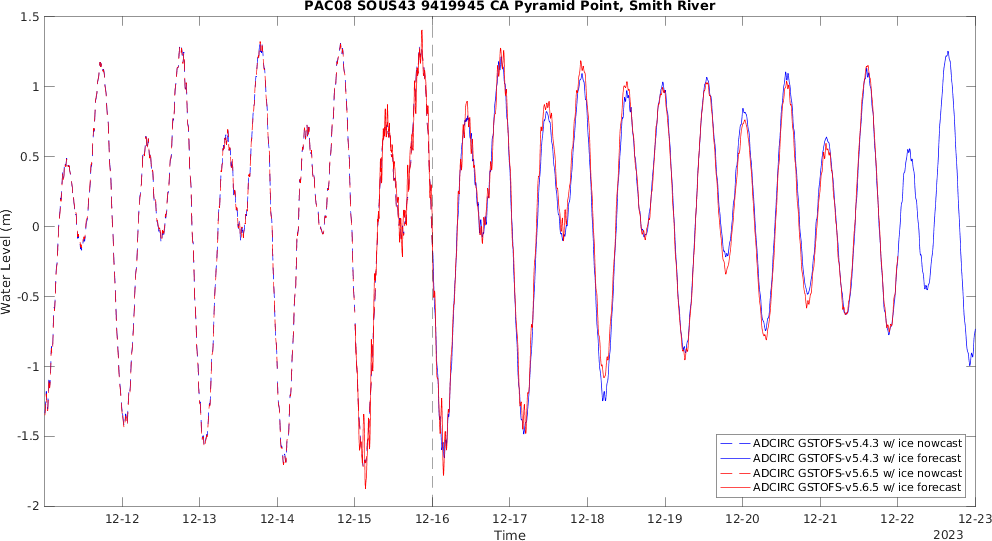 PAC08 SOUS43 9419945 CA Pyramid Point, Smith River
Water Level (m)
1.5
1
0.5
0
-0.5
-1
-1.5
-2
ADCIRC GSTOFS-v5.4.3 w/ ice nowcast
ADCIRC GSTOFS-v5.4.3 w/ ice forecast
ADCIRC GSTOFS-v5.6.5 w/ ice nowcast
ADCIRC GSTOFS-v5.6.5 w/ ice forecast
12-12 12-13 12-14 12-15 12-16 12-17 12-18 12-19 12-20 12-21 12-22 12-23
Time
2023